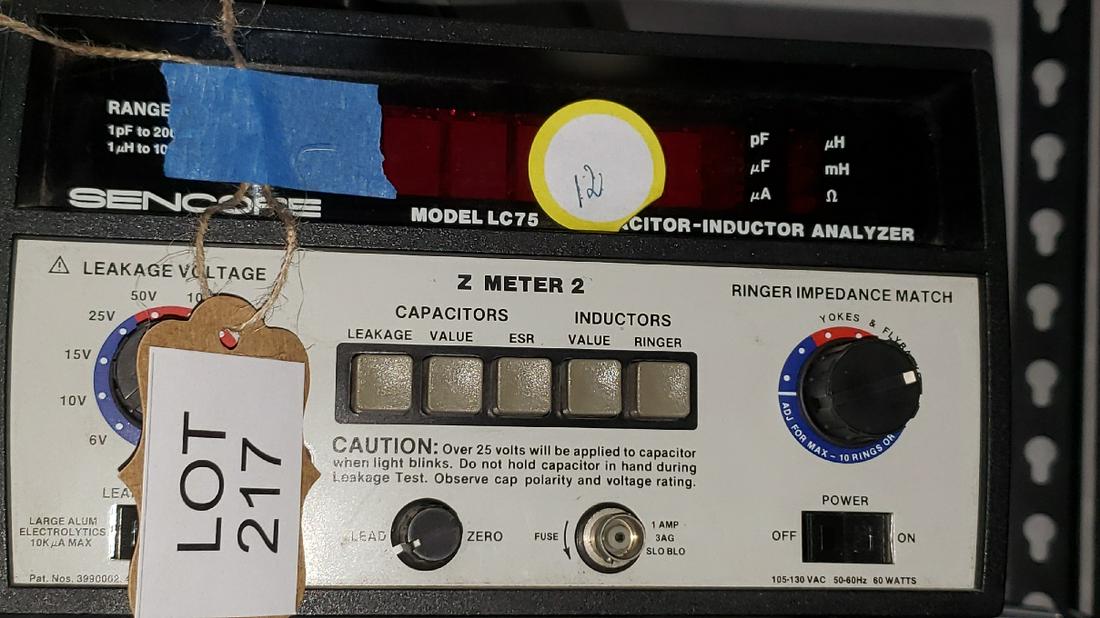 RANGE
1pF to 20
1μH to 10
SENCORE
12
pF μH
μF mH
μA Ω
MODEL LC75 CITOR-INDUCTOR ANALYZER
⚠ LEAKAGE VOLTAGE
50V
25V
15V
10V
6V
Z METER 2
CAPACITORS INDUCTORS
LEAKAGE VALUE ESR VALUE RINGER
RINGER IMPEDANCE MATCH
YOKES &
ADJ FOR MAX - 10 RINGS OR
CAUTION: Over 25 volts will be applied to capacitor
when light blinks. Do not hold capacitor in hand during
Leakage Test. Observe cap polarity and voltage rating.
LOT
217
LARGE ALUM
ELECTROLYTICS
10K μA MAX
LEAD ZERO
FUSE
1 AMP
3AG
SLO BLO
POWER
OFF ON
Pat. Nos. 3990002
105-130 VAC 50-60Hz 60 WATTS